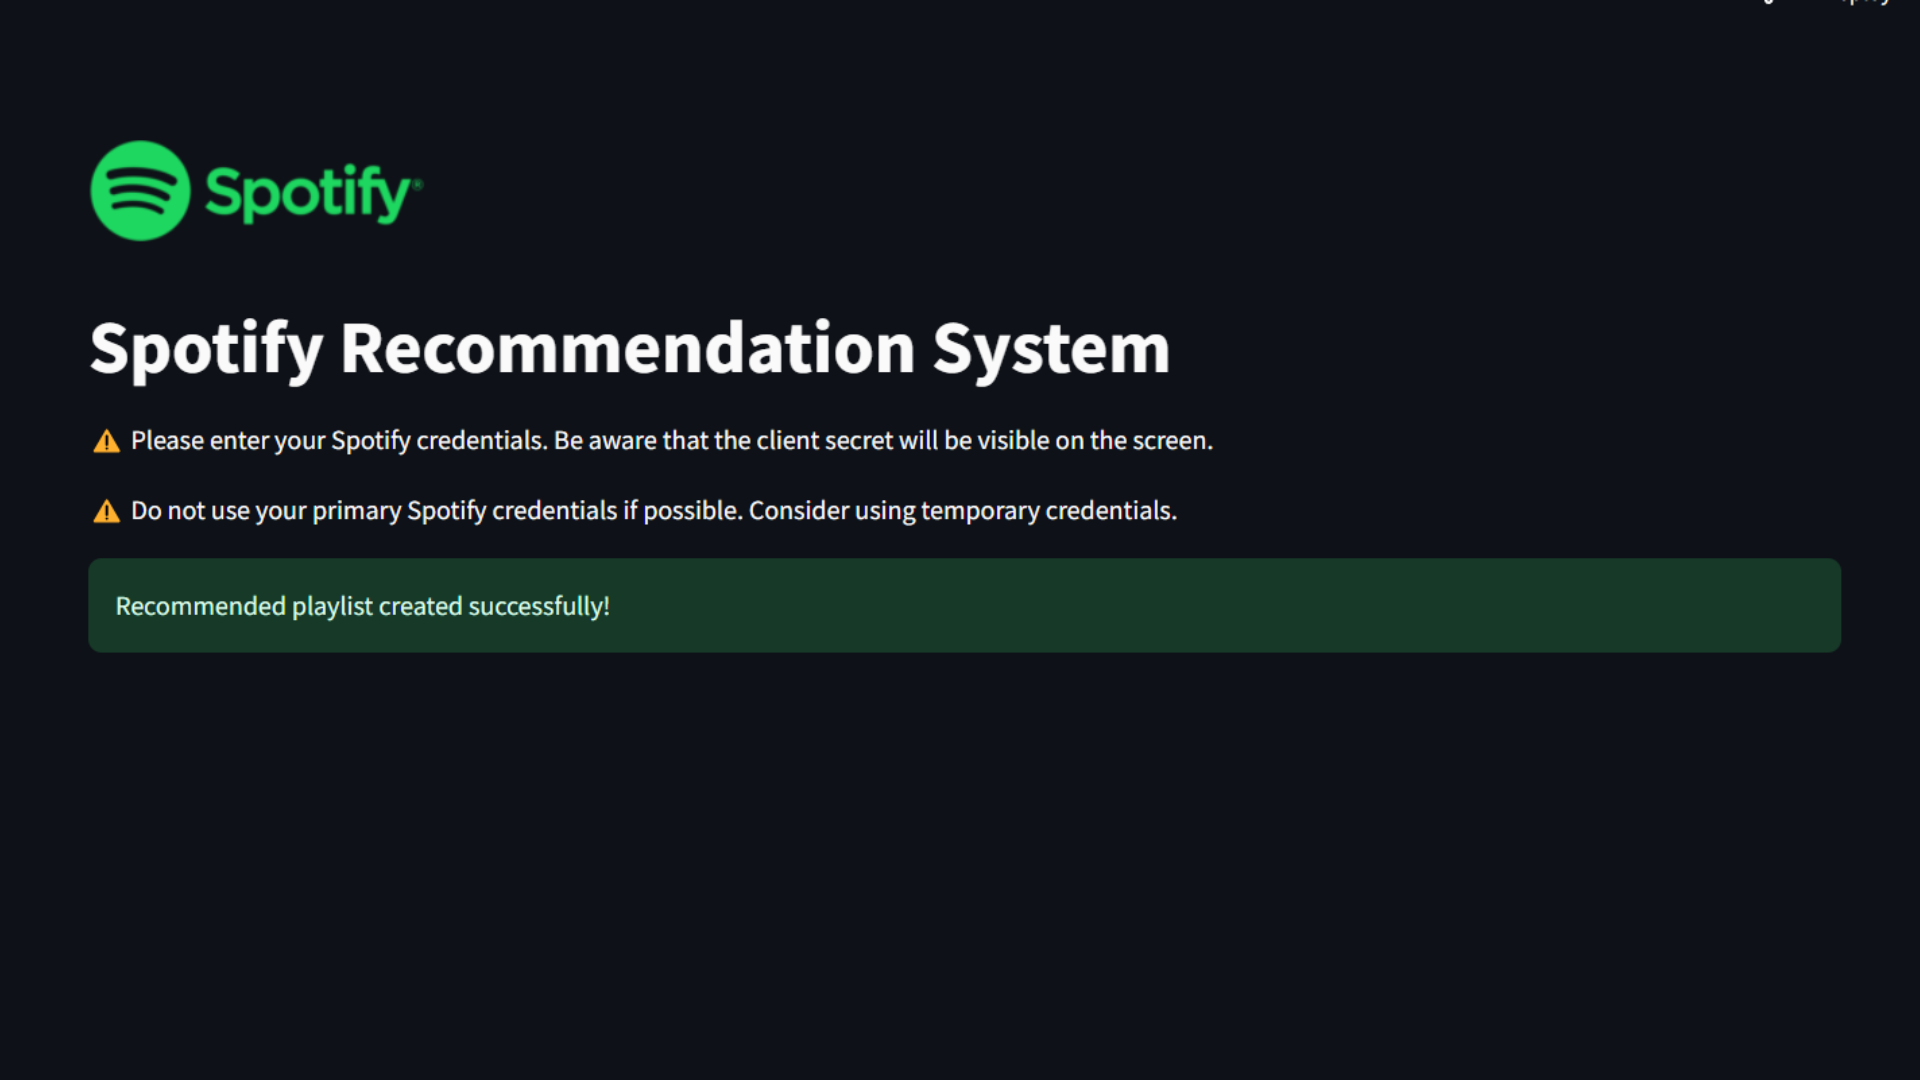 Spotify®
Spotify Recommendation System
⚠ Please enter your Spotify credentials. Be aware that the client secret will be visible on the screen.
⚠ Do not use your primary Spotify credentials if possible. Consider using temporary credentials.
Recommended playlist created successfully!